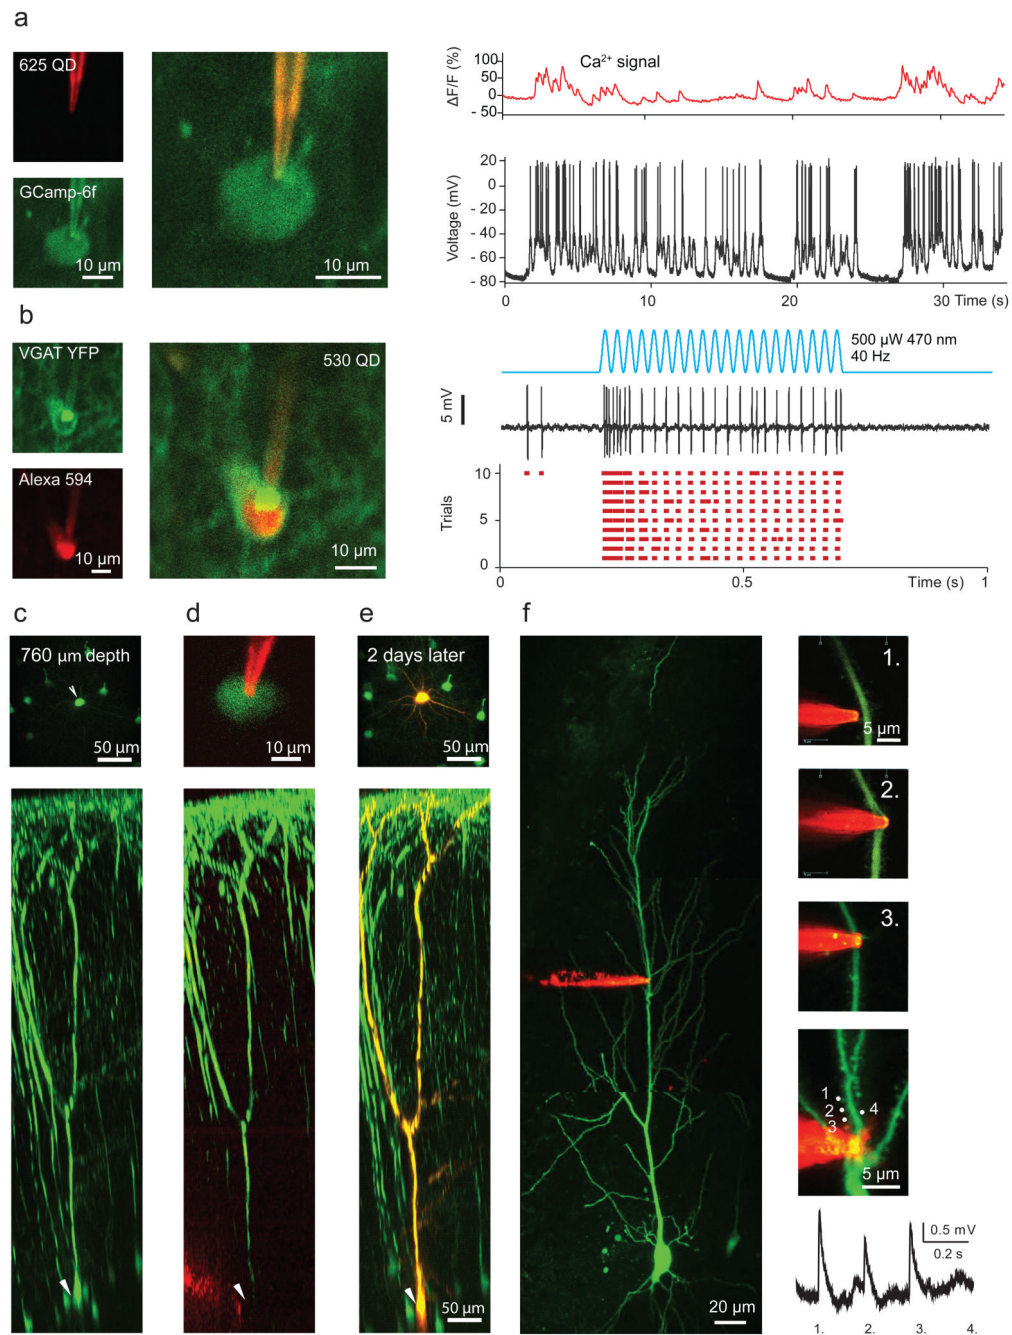 a
625 QD
GCamp-6f
10 µm
10 µm
ΔF/F (%)
100
50
0
- 50
Ca²⁺ signal
Voltage (mV)
20
0
- 20
- 40
- 60
- 80
0
10
20
30
Time (s)
b
VGAT YFP
Alexa 594
10 µm
530 QD
10 µm
500 µW 470 nm
40 Hz
5 mV
Trials
10
5
0
0
0.5
Time (s)
1
c
760 µm depth
50 µm
d
10 µm
e
2 days later
50 µm
50 µm
f
20 µm
1.
5 µm
2.
3.
1
2
3
4
5 µm
0.5 mV
0.2 s
1.
2.
3.
4.